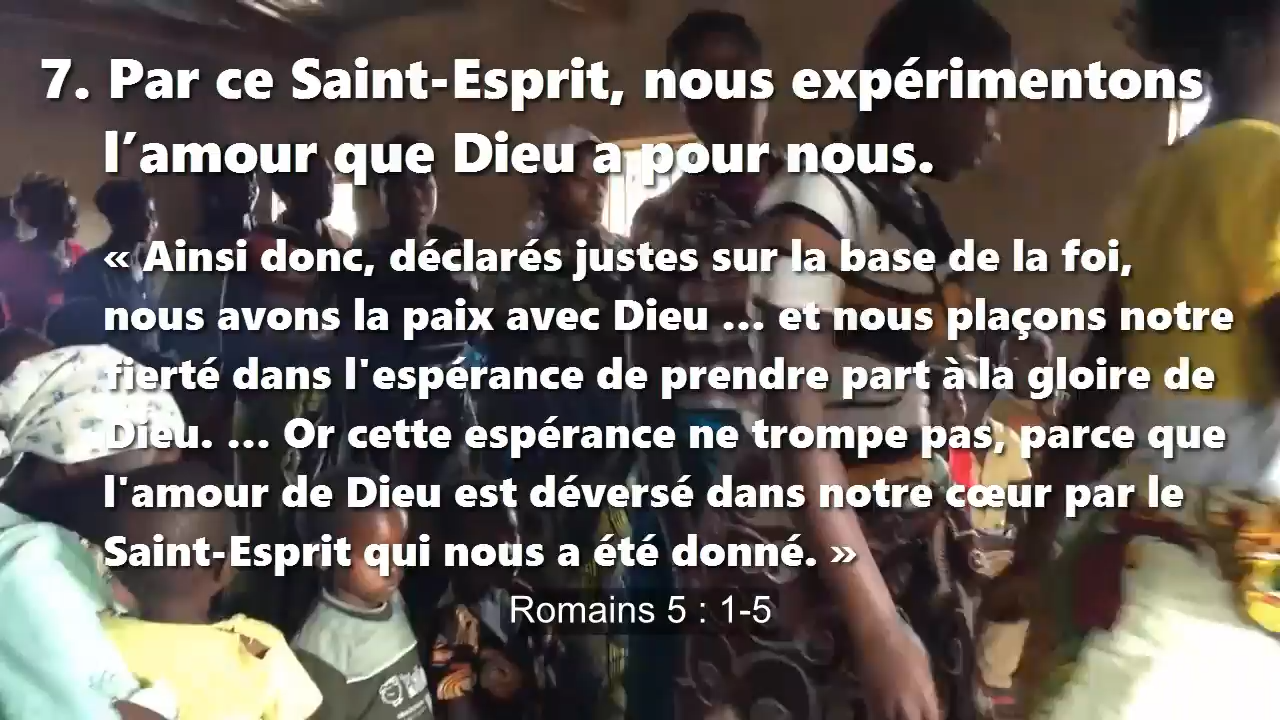 7. Par ce Saint-Esprit, nous expérimentons
l’amour que Dieu a pour nous.
« Ainsi donc, déclarés justes sur la base de la foi,
nous avons la paix avec Dieu ... et nous plaçons notre
fierté dans l'espérance de prendre part à la gloire de
Dieu. ... Or cette espérance ne trompe pas, parce que
l'amour de Dieu est déversé dans notre cœur par le
Saint-Esprit qui nous a été donné. »
Romains 5 : 1-5